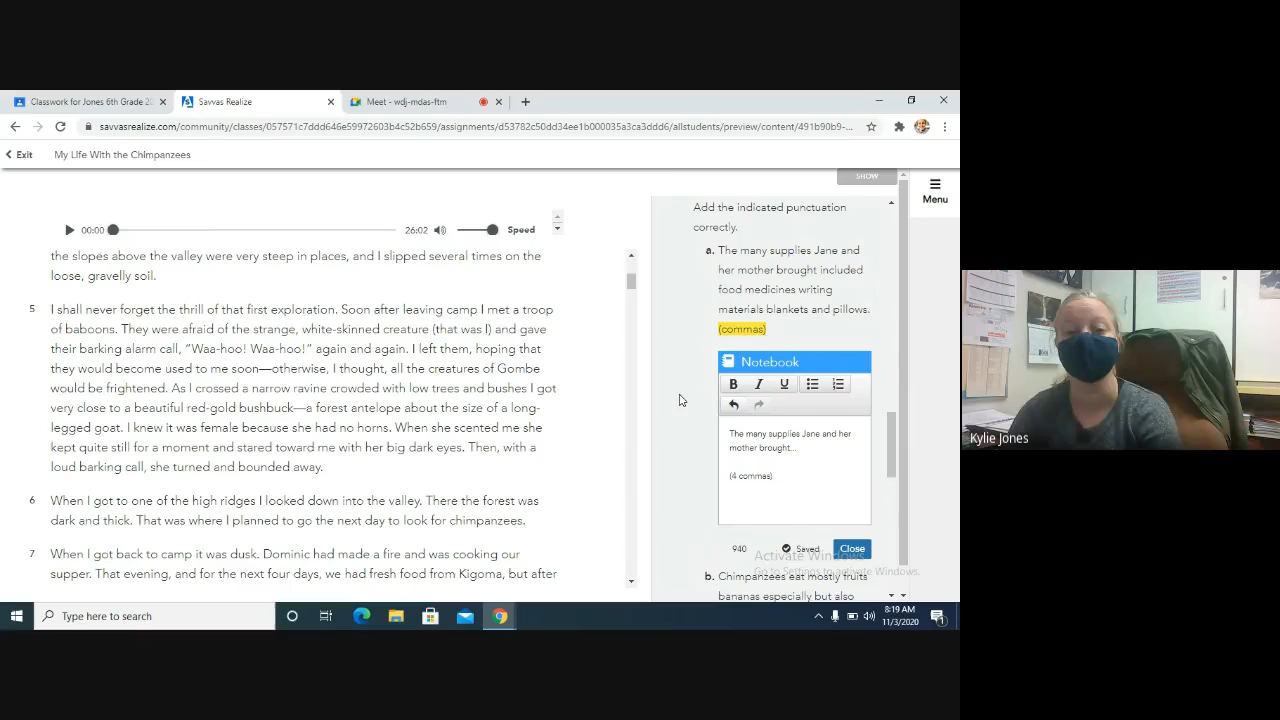 Classwork for Jones 6th Grade 2
Savvas Realize
Meet - wdj-mdas-ftm
savvasrealize.com/community/classes/057571c7ddd646e59972603b4c52b659/assignments/d53782c50dd34ee1b000035a3ca3ddd6/allstudents/preview/content/491b90b9-...
Exit
My Life With the Chimpanzees
SHOW
Menu
00:00
26:02
Speed
the slopes above the valley were very steep in places, and I slipped several times on the
loose, gravelly soil.
5 I shall never forget the thrill of that first exploration. Soon after leaving camp I met a troop
of baboons. They were afraid of the strange, white-skinned creature (that was I) and gave
their barking alarm call, “Waa-hoo! Waa-hoo!” again and again. I left them, hoping that
they would become used to me soon—otherwise, I thought, all the creatures of Gombe
would be frightened. As I crossed a narrow ravine crowded with low trees and bushes I got
very close to a beautiful red-gold bushbuck—a forest antelope about the size of a long-
legged goat. I knew it was female because she had no horns. When she scented me she
kept quite still for a moment and stared toward me with her big dark eyes. Then, with a
loud barking call, she turned and bounded away.
6 When I got to one of the high ridges I looked down into the valley. There the forest was
dark and thick. That was where I planned to go the next day to look for chimpanzees.
7 When I got back to camp it was dusk. Dominic had made a fire and was cooking our
supper. That evening, and for the next four days, we had fresh food from Kigoma, but after
Add the indicated punctuation
correctly.
a. The many supplies Jane and
her mother brought included
food medicines writing
materials blankets and pillows.
(commas)
Notebook
B I U
The many supplies Jane and her
mother brought...
(4 commas)
940
Saved
Close
Activate Windows
Go to Settings to activate Windows.
b. Chimpanzees eat mostly fruits
bananas especially but also
Type here to search
8:19 AM
11/3/2020
Kylie Jones